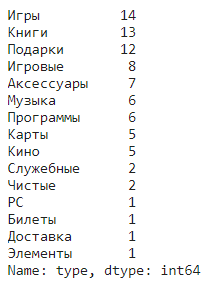 Игры 14
Книги 13
Подарки 12
Игровые 8
Аксессуары 7
Музыка 6
Программы 6
Карты 5
Кино 5
Служебные 2
Чистые 2
PC 1
Билеты 1
Доставка 1
Элементы 1
Name: type, dtype: int64